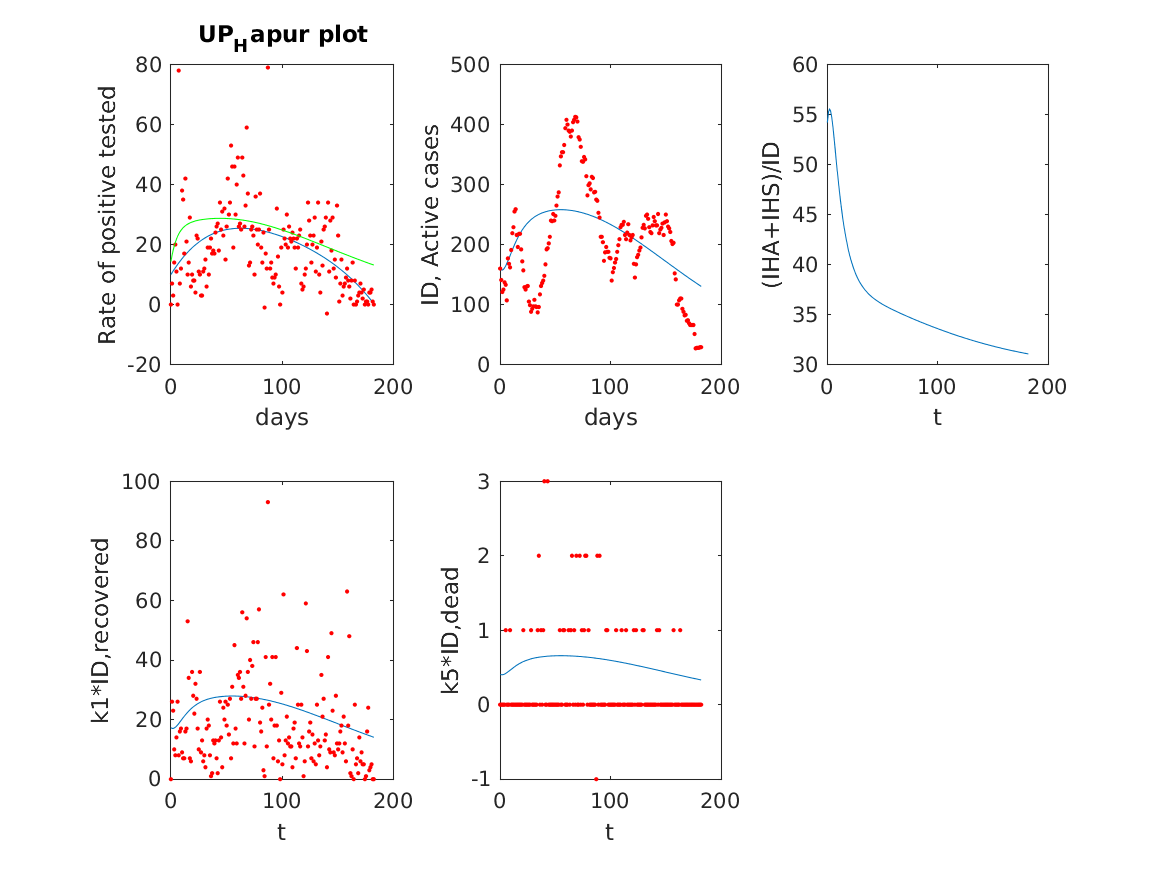 UP_Hapur plot
80
60
40
20
0
-20
0 100 200
days
Rate of positive tested
500
400
300
200
100
0
0 100 200
days
ID, Active cases
60
55
50
45
40
35
30
0 100 200
t
(IHA+IHS)/ID
100
80
60
40
20
0
0 100 200
t
k1*ID,recovered
3
2
1
0
-1
0 100 200
t
k5*ID,dead